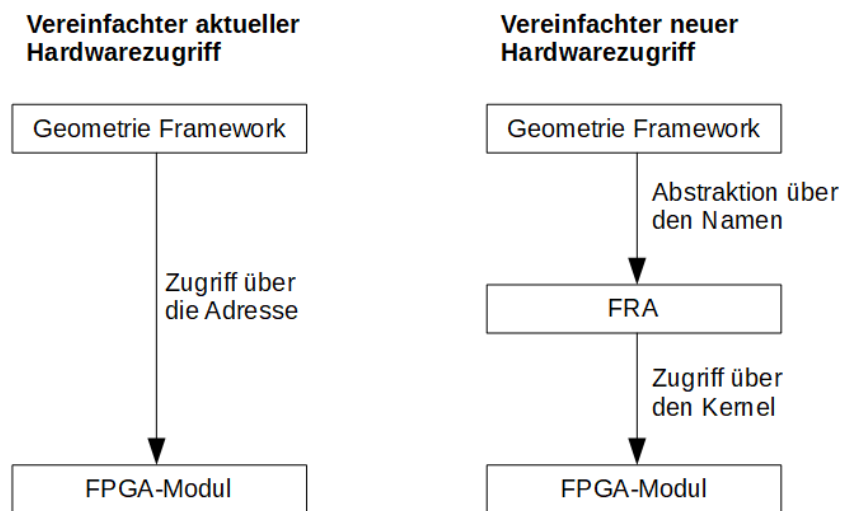 Vereinfachter aktueller
Hardwarezugriff
Geometrie Framework
Zugriff über
die Adresse
FPGA-Modul
Vereinfachter neuer
Hardwarezugriff
Geometrie Framework
Abstraktion über
den Namen
FRA
Zugriff über
den Kernel
FPGA-Modul